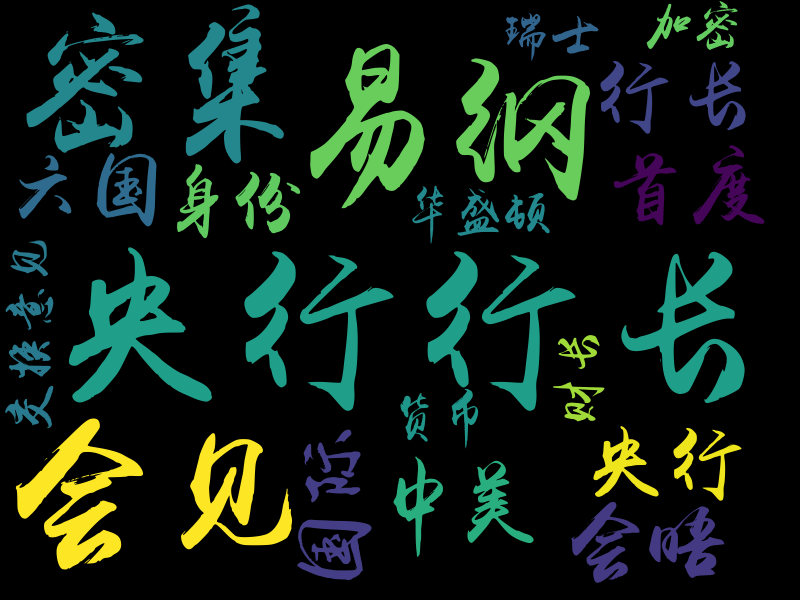 密集
易纲
瑞士
加密
行长
六国
身份
华盛顿
首度
交换意见
央行行长
财长
货币
会见
国际
中美
央行
会晤